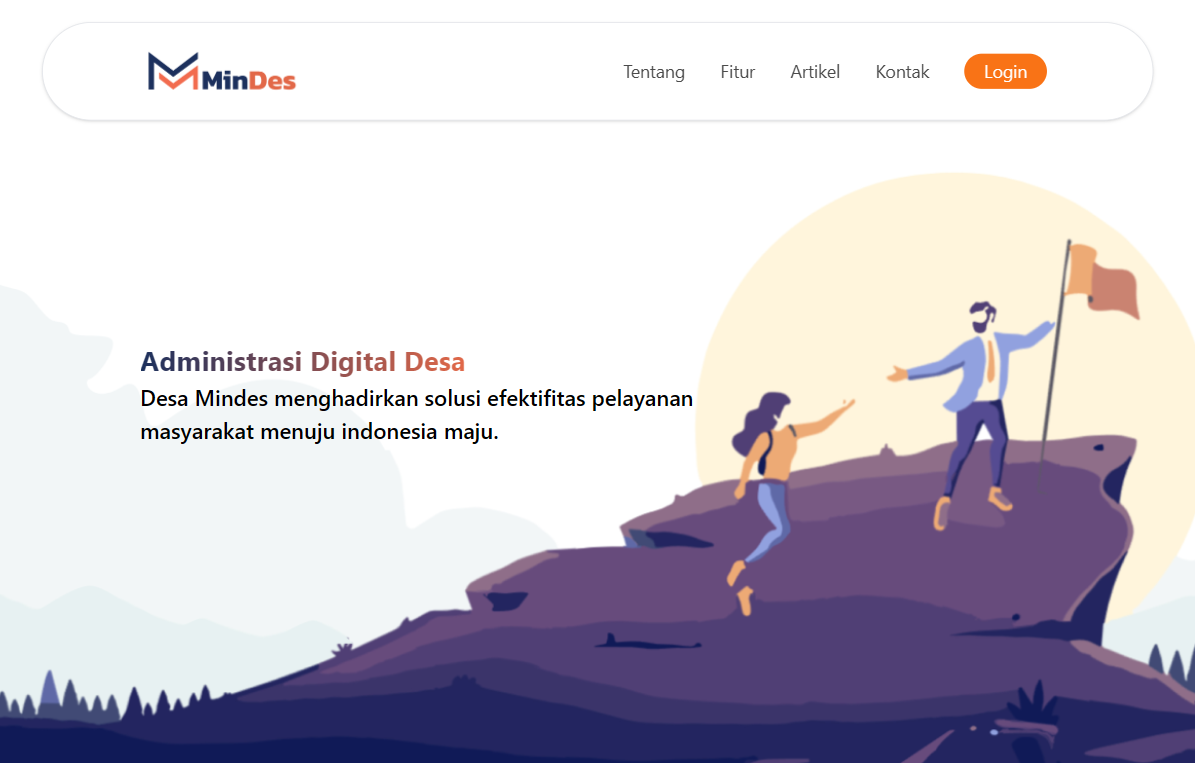 MinDes
Tentang Fitur Artikel Kontak Login
Administrasi Digital Desa
Desa Mindes menghadirkan solusi efektifitas pelayanan
masyarakat menuju indonesia maju.